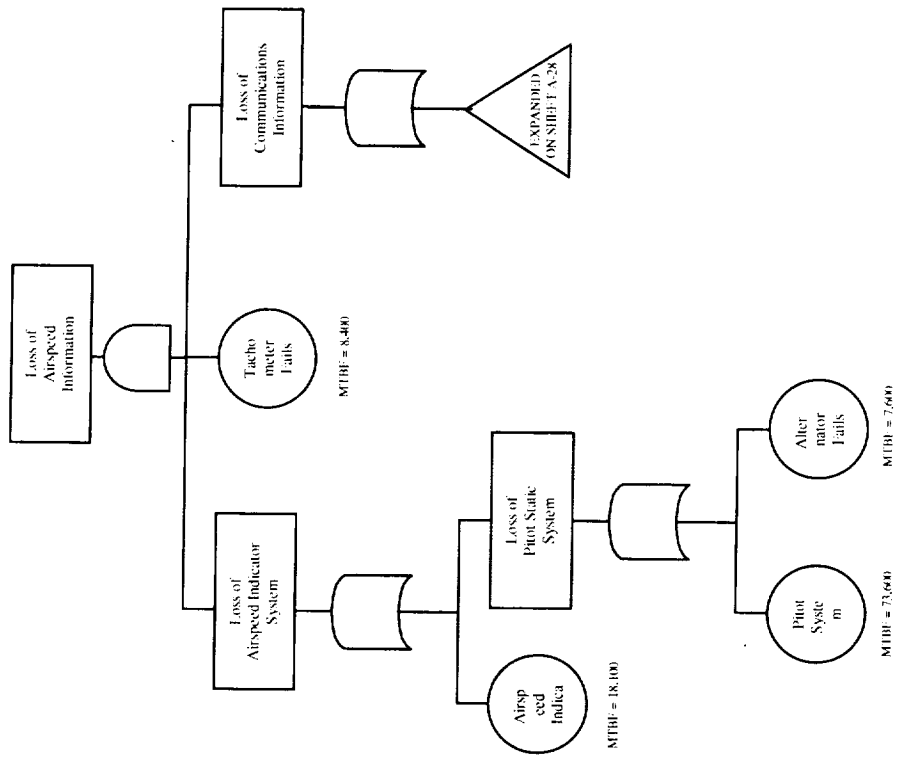 Loss of
Airspeed
Information
Loss of
Airspeed Indicator
System
Tacho
meter
Fails
MTBF = 8,400
Loss of
Communications
Information
EXPANDED
ON SHEET A-28
Airsp
eed
Indica
MTBF = 18,100
Loss of
Pitot Static
System
Pitot
Syste
m
MTBF = 73,600
Alter
nator
Fails
MTBF = 7,600